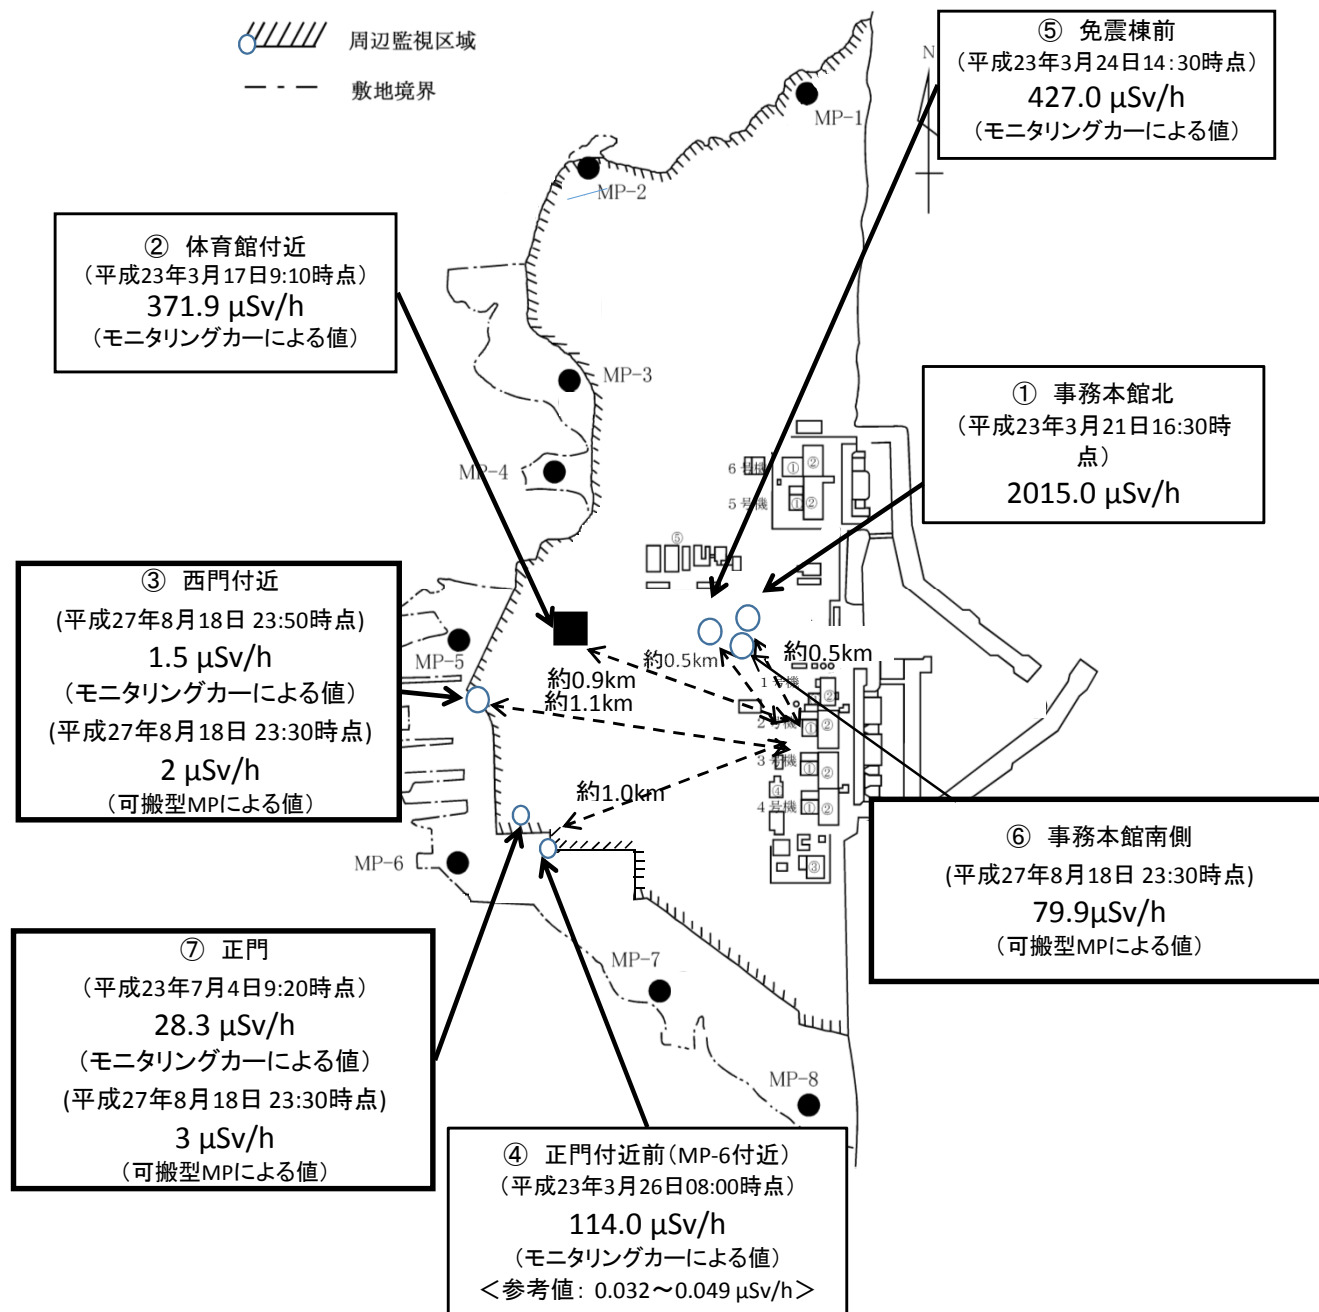 周辺監視区域
敷地境界
⑤ 免震棟前
（平成23年3月24日14:30時点）
427.0 μSv/h
（モニタリングカーによる値）
N
MP-1
MP-2
② 体育館付近
（平成23年3月17日9:10時点）
371.9 μSv/h
（モニタリングカーによる値）
MP-3
① 事務本館北
（平成23年3月21日16:30時
点）
2015.0 μSv/h
MP-4
6号機
①
②
5号機
①
②
⑤
③ 西門付近
(平成27年8月18日 23:50時点)
1.5 μSv/h
（モニタリングカーによる値）
(平成27年8月18日 23:30時点)
2 μSv/h
（可搬型MPによる値）
MP-5
約0.5km
約0.5km
約0.9km
約1.1km
1号機
②
2号機
①
②
3号機
①
②
約1.0km
④
4号機
①
②
③
MP-6
⑥ 事務本館南側
(平成27年8月18日 23:30時点)
79.9μSv/h
（可搬型MPによる値）
⑦ 正門
（平成23年7月4日9:20時点）
28.3 μSv/h
（モニタリングカーによる値）
(平成27年8月18日 23:30時点)
3 μSv/h
（可搬型MPによる値）
MP-7
MP-8
④ 正門付近前（MP-6付近）
（平成23年3月26日08:00時点）
114.0 μSv/h
（モニタリングカーによる値）
＜参考値： 0.032～0.049 μSv/h＞